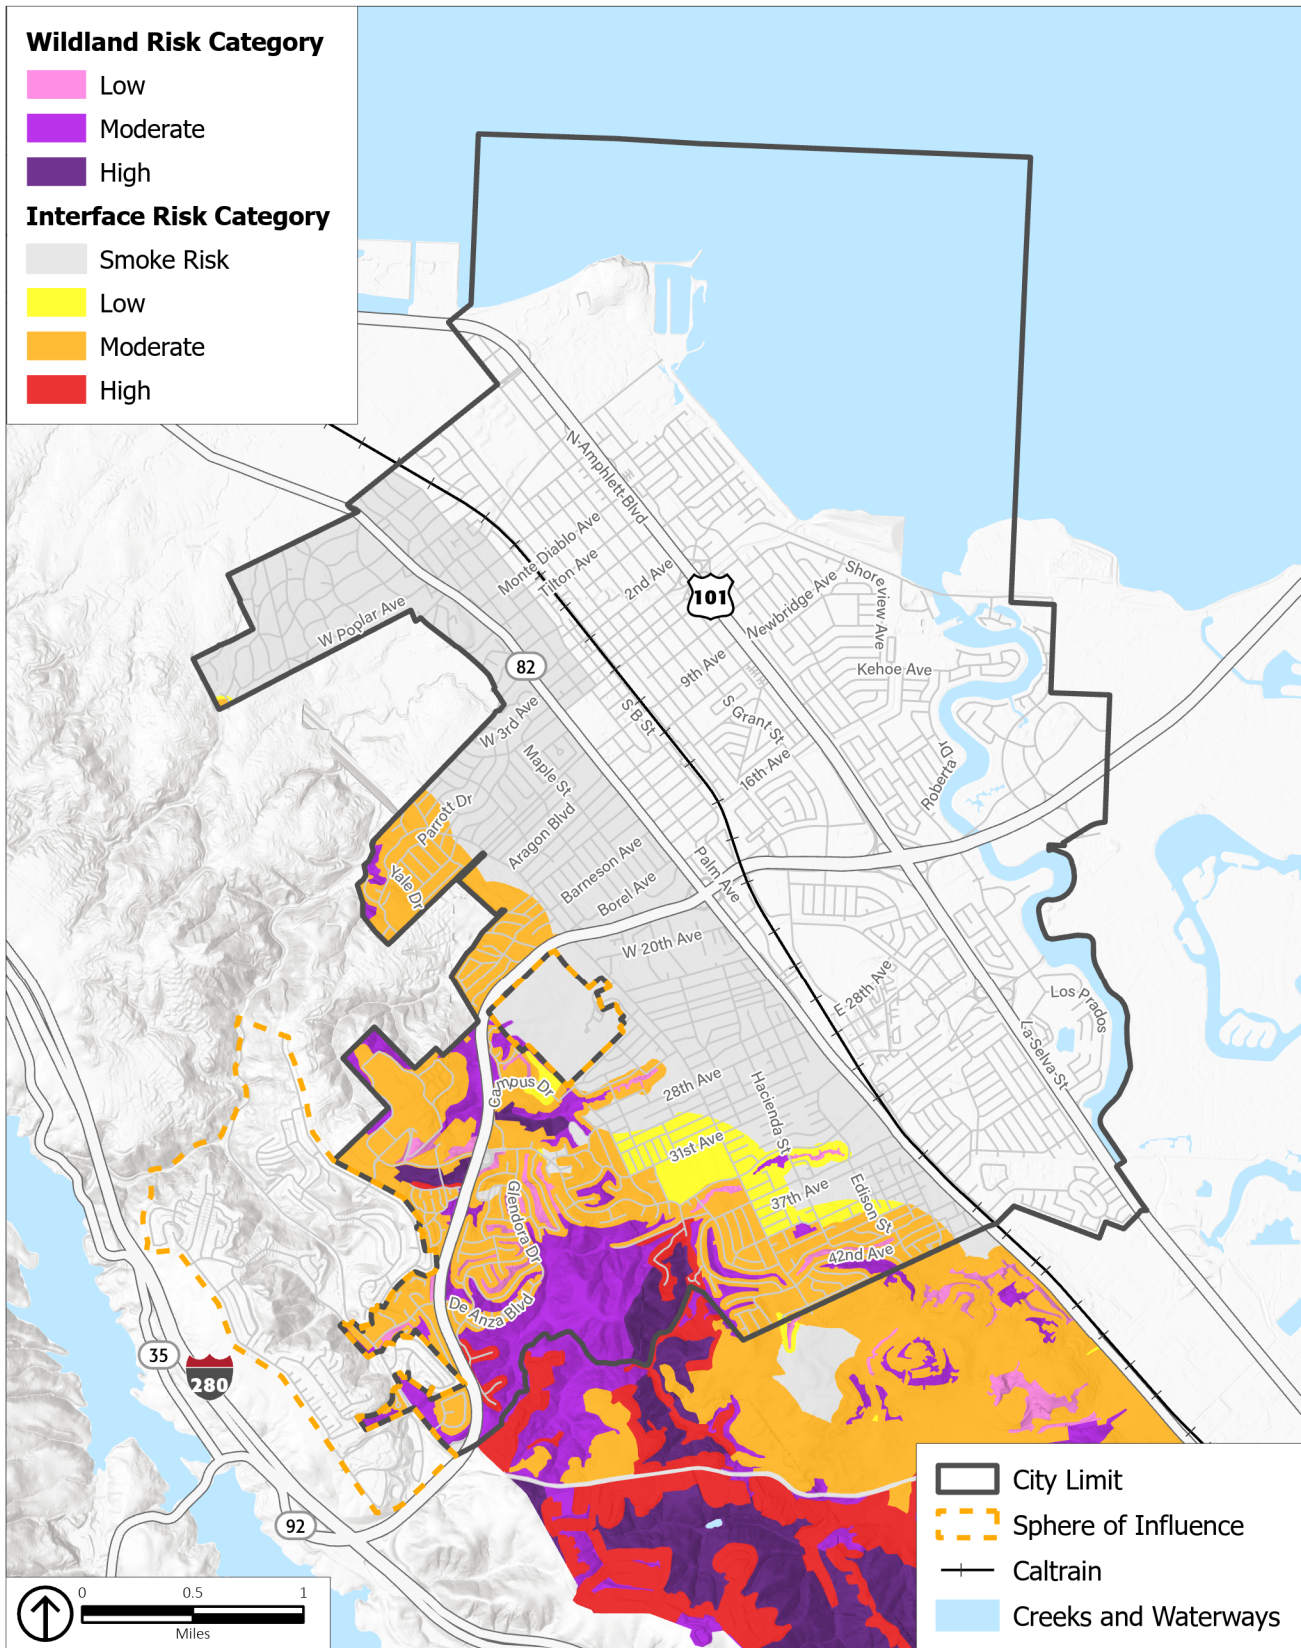 Wildland Risk Category
Low
Moderate
High
Interface Risk Category
Smoke Risk
Low
Moderate
High
N Amphlett Blvd
Monte Diablo Ave
Tilton Ave
2nd Ave
101
Newbridge Ave
Shoreview Ave
W Poplar Ave
82
9th Ave
Kehoe Ave
S B St
S Grant St
W 3rd Ave
Maple St
16th Ave
Roberta Dr
Parrott Dr
Aragon Blvd
Yale Dr
Barneson Ave
Borel Ave
Palm Ave
W 20th Ave
E 28th Ave
Los Prados
La Selva St
Campus Dr
28th Ave
Hacienda St
31st Ave
37th Ave
Edison St
Glendora Dr
42nd Ave
De Anza Blvd
35
280
92
City Limit
Sphere of Influence
Caltrain
Creeks and Waterways
0 0.5 1
Miles